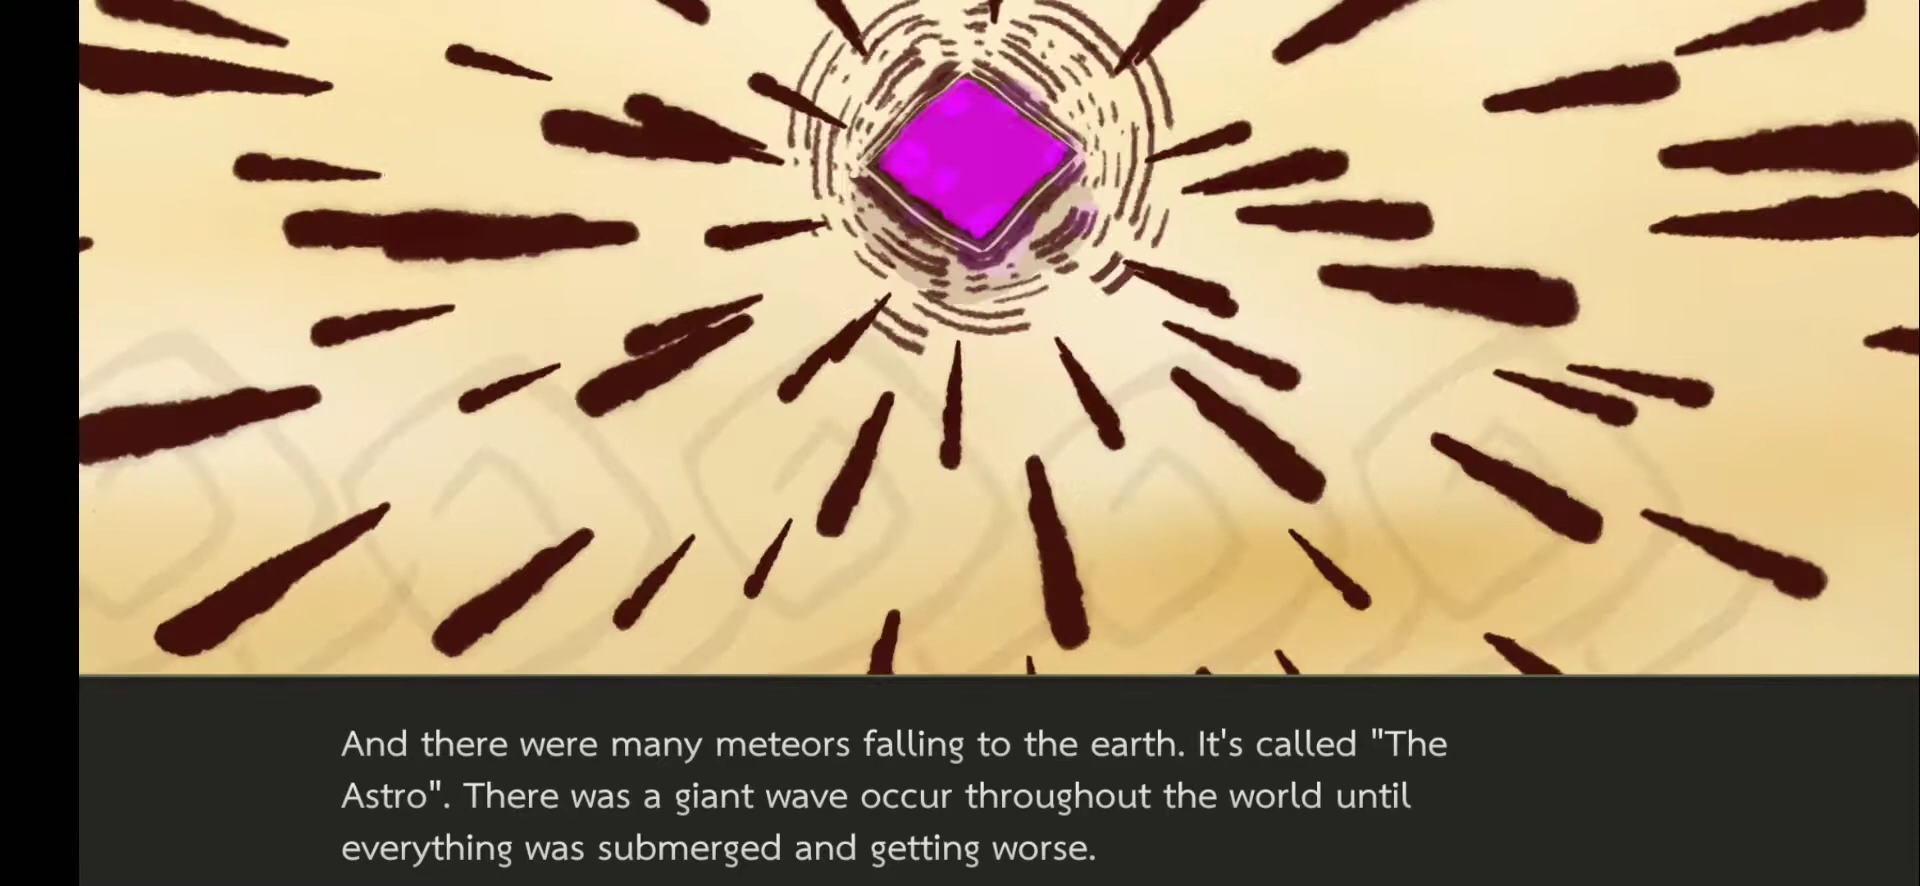 And there were many meteors falling to the earth. It's called "The
Astro". There was a giant wave occur throughout the world until
everything was submerged and getting worse.